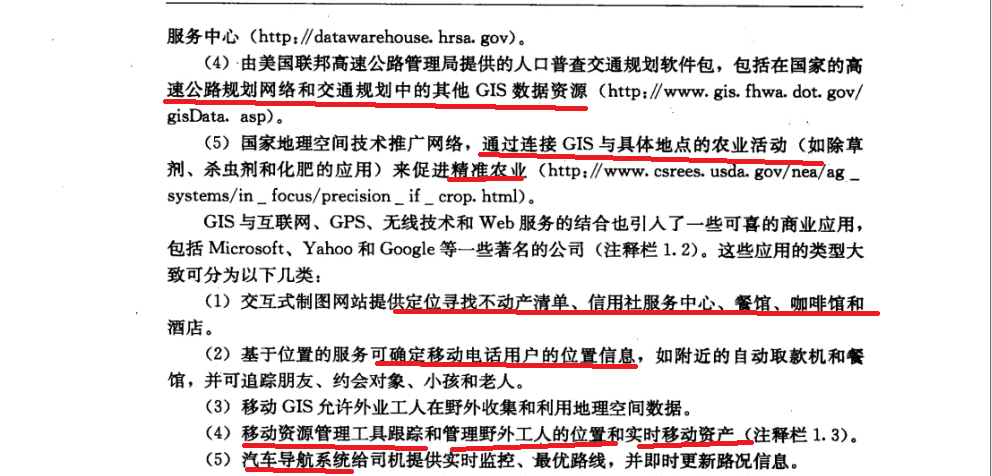 服务中心（http://datawarehouse.hrsa.gov）。
（4）由美国联邦高速公路管理局提供的人口普查交通规划软件包，包括在国家的高
速公路规划网络和交通规划中的其他 GIS 数据资源（http://www.gis.fhwa.dot.gov/
gisData.asp）。
（5）国家地理空间技术推广网络，通过连接 GIS 与具体地点的农业活动（如除草
剂、杀虫剂和化肥的应用）来促进精准农业（http://www.csrees.usda.gov/nea/ag_
systems/in_focus/precision_if_crop.html）。
GIS 与互联网、GPS、无线技术和 Web 服务的结合也引入了一些可喜的商业应用，
包括 Microsoft、Yahoo 和 Google 等一些著名的公司（注释栏 1.2）。这些应用的类型大
致可分为以下几类：
（1）交互式制图网站提供定位寻找不动产清单、信用社服务中心、餐馆、咖啡馆和
酒店。
（2）基于位置的服务可确定移动电话用户的位置信息，如附近的自动取款机和餐
馆，并可追踪朋友、约会对象、小孩和老人。
（3）移动 GIS 允许外业工人在野外收集和利用地理空间数据。
（4）移动资源管理工具跟踪和管理野外工人的位置和实时移动资产（注释栏 1.3）。
（5）汽车导航系统给司机提供实时监控、最优路线，并即时更新路况信息。